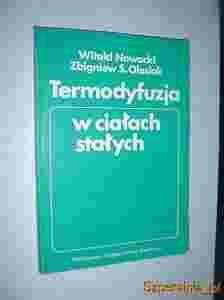 Witold Nowacki
Zbigniew S. Olesiak
Termodyfuzja
w ciałach
stałych